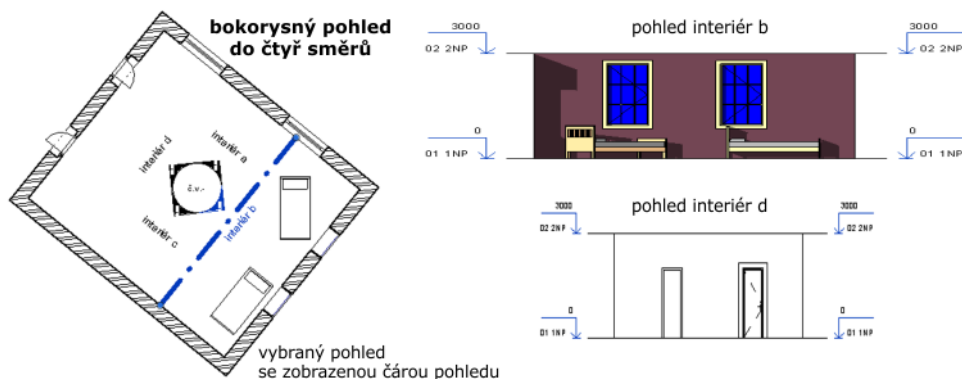 bokorysný pohled
do čtyř směrů
interiér d
interiér a
č.v.-
interiér b
interiér c
vybraný pohled
se zobrazenou čárou pohledu
pohled interiér b
3000
02 2NP
3000
02 2NP
0
01 1NP
0
01 1NP
pohled interiér d
3000
02 2NP
3000
02 2NP
0
01 1NP
0
01 1NP